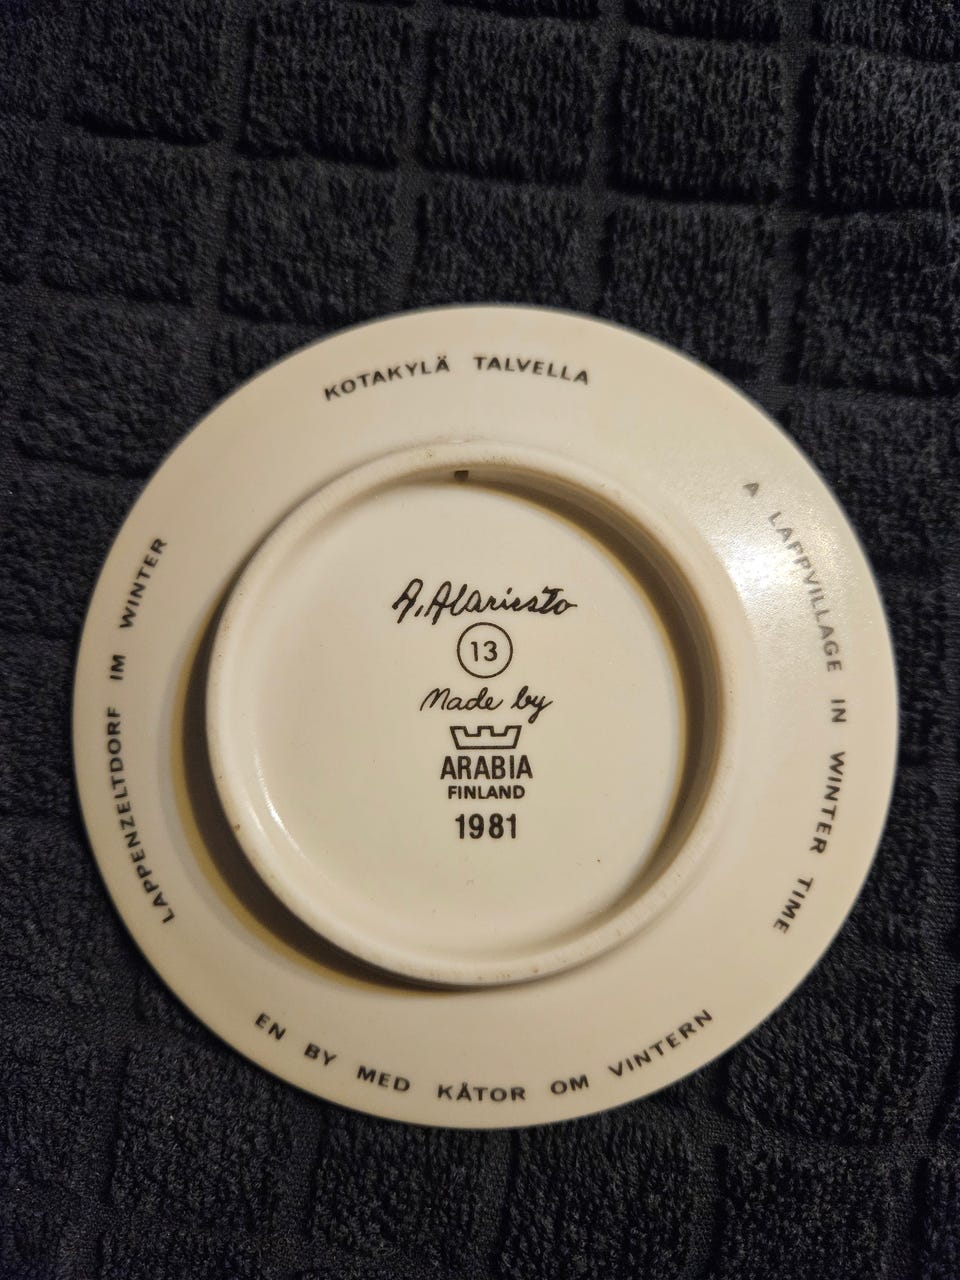 KOTAKYLÄ TALVELLA
A LAPPVILLAGE IN WINTER TIME
EN BY MED KÅTOR OM VINTERN
LAPPENZELTDORF IM WINTER
A. Alariesto
13
Made by
ARABIA
FINLAND
1981